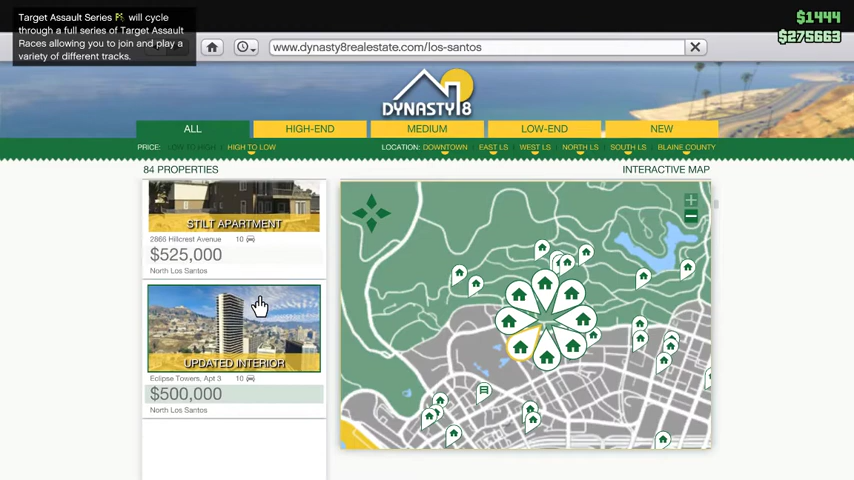 Target Assault Series will cycle
through a full series of Target Assault
Races allowing you to join and play a
variety of different tracks.
$1444
$275663
www.dynasty8realestate.com/los-santos
DYNASTY 8
ALL
HIGH-END
MEDIUM
LOW-END
NEW
PRICE: LOW TO HIGH HIGH TO LOW
LOCATION: DOWNTOWN EAST LS WEST LS NORTH LS SOUTH LS BLAINE COUNTY
84 PROPERTIES
INTERACTIVE MAP
STILT APARTMENT
2866 Hillcrest Avenue 10
$525,000
North Los Santos
UPDATED INTERIOR
Eclipse Towers, Apt 3 10
$500,000
North Los Santos